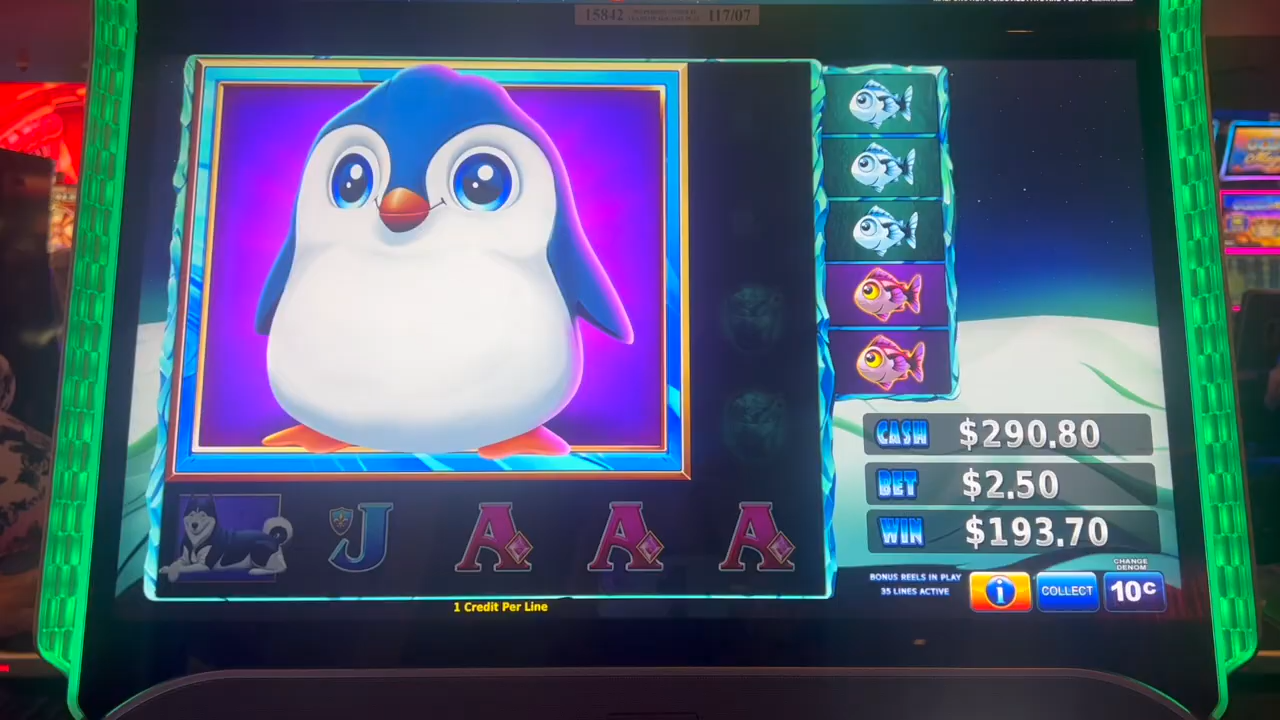 15842
117/07
J A A A
CASH $290.80
BET $2.50
WIN $193.70
CHANGE
DENOM
BONUS REELS IN PLAY
35 LINES ACTIVE
i COLLECT 10¢
1 Credit Per Line